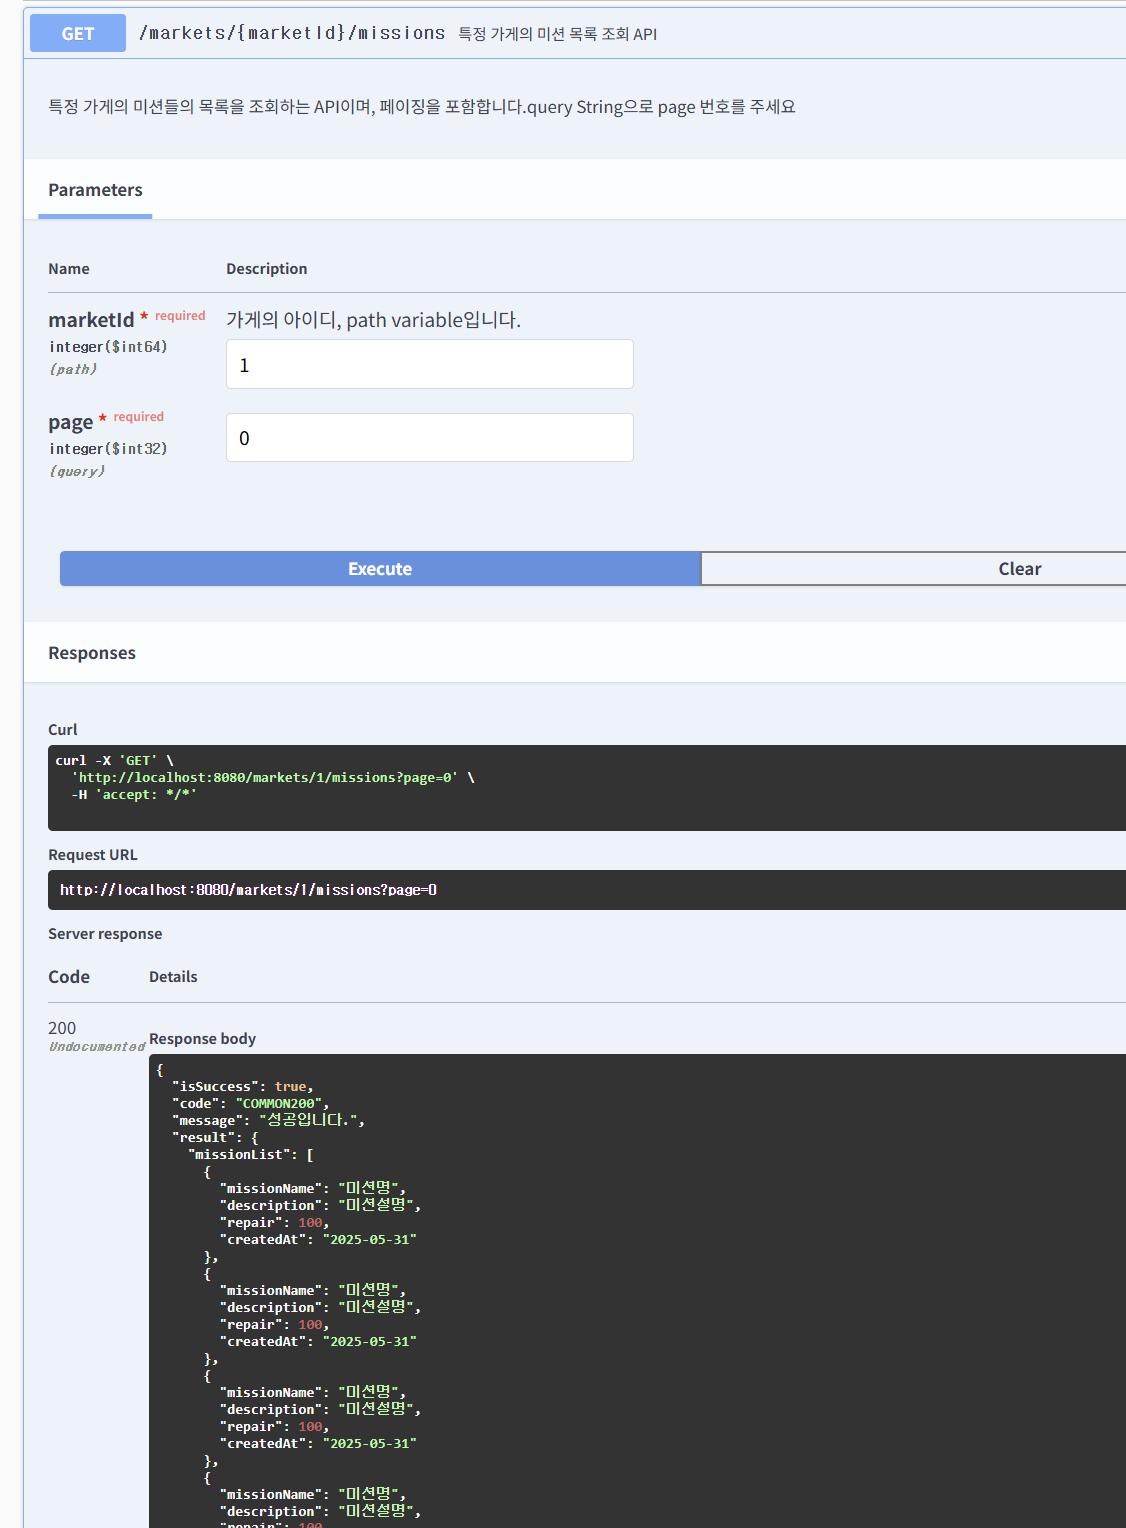 GET /markets/{marketId}/missions 특정 가게의 미션 목록 조회 API
특정 가게의 미션들의 목록을 조회하는 API이며, 페이징을 포함합니다.query String으로 page 번호를 주세요
Parameters
Name Description
marketId * required 가게의 아이디, path variable입니다.
integer($int64)
(path)
1
page * required
integer($int32)
(query)
0
Execute Clear
Responses
Curl
curl -X 'GET' \
'http://localhost:8080/markets/1/missions?page=0' \
-H 'accept: */*'
Request URL
http://localhost:8080/markets/1/missions?page=0
Server response
Code Details
200
Undocumented
Response body
{
"isSuccess": true,
"code": "COMMON200",
"message": "성공입니다.",
"result": {
"missionList": [
{
"missionName": "미션명",
"description": "미션설명",
"repair": 100,
"createdAt": "2025-05-31"
},
{
"missionName": "미션명",
"description": "미션설명",
"repair": 100,
"createdAt": "2025-05-31"
},
{
"missionName": "미션명",
"description": "미션설명",
"repair": 100,
"createdAt": "2025-05-31"
},
{
"missionName": "미션명",
"description": "미션설명",
"repair": 100